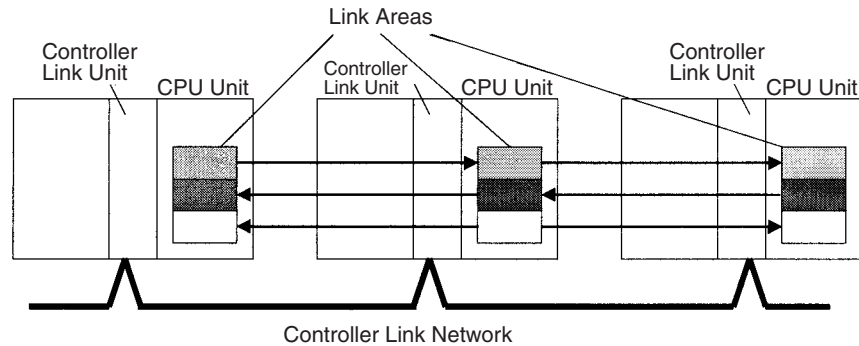 Link Areas
Controller
Link Unit
CPU Unit
Controller
Link Unit
CPU Unit
Controller
Link Unit
CPU Unit
Controller Link Network